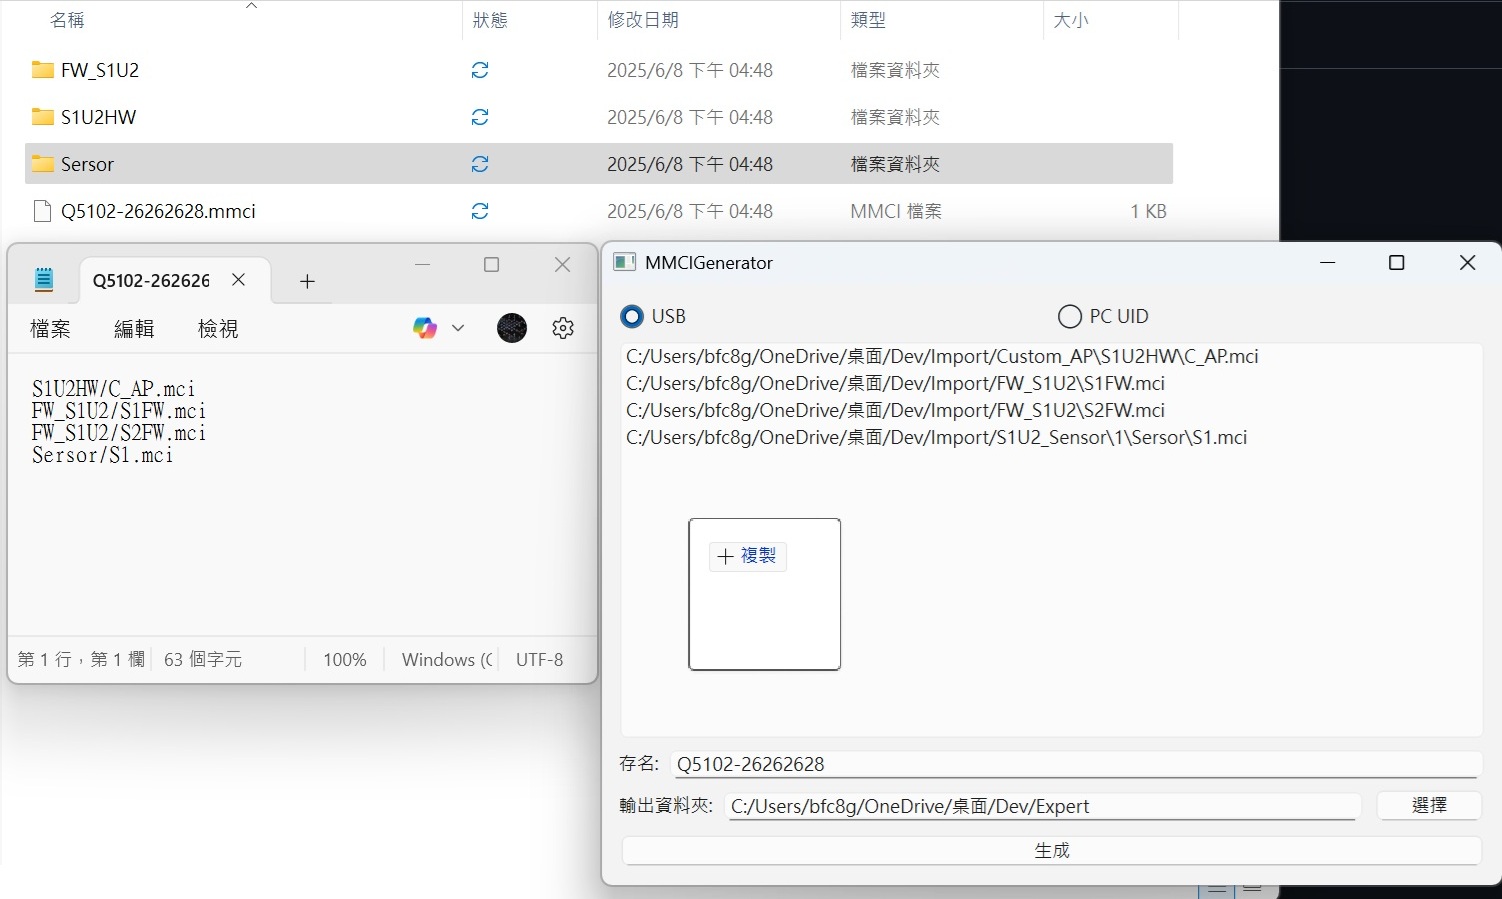 名稱 狀態 修改日期 類型 大小
FW_S1U2 2025/6/8 下午 04:48 檔案資料夾
S1U2HW 2025/6/8 下午 04:48 檔案資料夾
Sersor 2025/6/8 下午 04:48 檔案資料夾
Q5102-26262628.mmci 2025/6/8 下午 04:48 MMCI 檔案 1 KB
Q5102-262626
檔案 編輯 檢視
S1U2HW/C_AP.mci
FW_S1U2/S1FW.mci
FW_S1U2/S2FW.mci
Sersor/S1.mci
第 1 行，第 1 欄 63 個字元 100% Windows (C UTF-8
MMCIGenerator
USB PC UID
C:/Users/bfc8g/OneDrive/桌面/Dev/Import/Custom_AP\S1U2HW\C_AP.mci
C:/Users/bfc8g/OneDrive/桌面/Dev/Import/FW_S1U2\S1FW.mci
C:/Users/bfc8g/OneDrive/桌面/Dev/Import/FW_S1U2\S2FW.mci
C:/Users/bfc8g/OneDrive/桌面/Dev/Import/S1U2_Sensor\1\Sersor\S1.mci
複製
存名: Q5102-26262628
輸出資料夾: C:/Users/bfc8g/OneDrive/桌面/Dev/Expert 選擇
生成